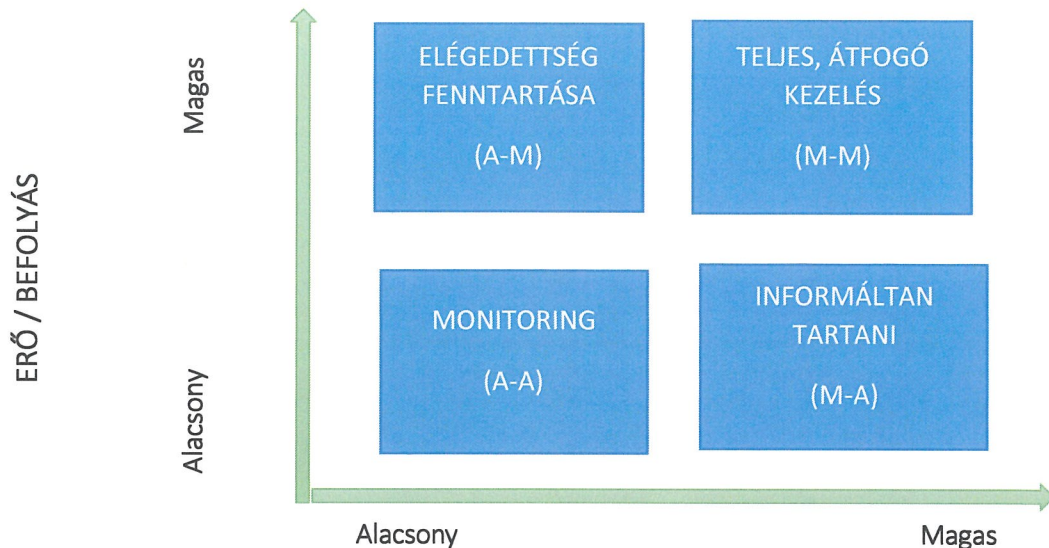 ERŐ / BEFOLYÁS
Magas
ELÉGEDETTSÉG
FENNTARTÁSA
(A-M)
TELJES, ÁTFOGÓ
KEZELÉS
(M-M)
Alacsony
MONITORING
(A-A)
INFORMÁLTAN
TARTANI
(M-A)
Alacsony
Magas